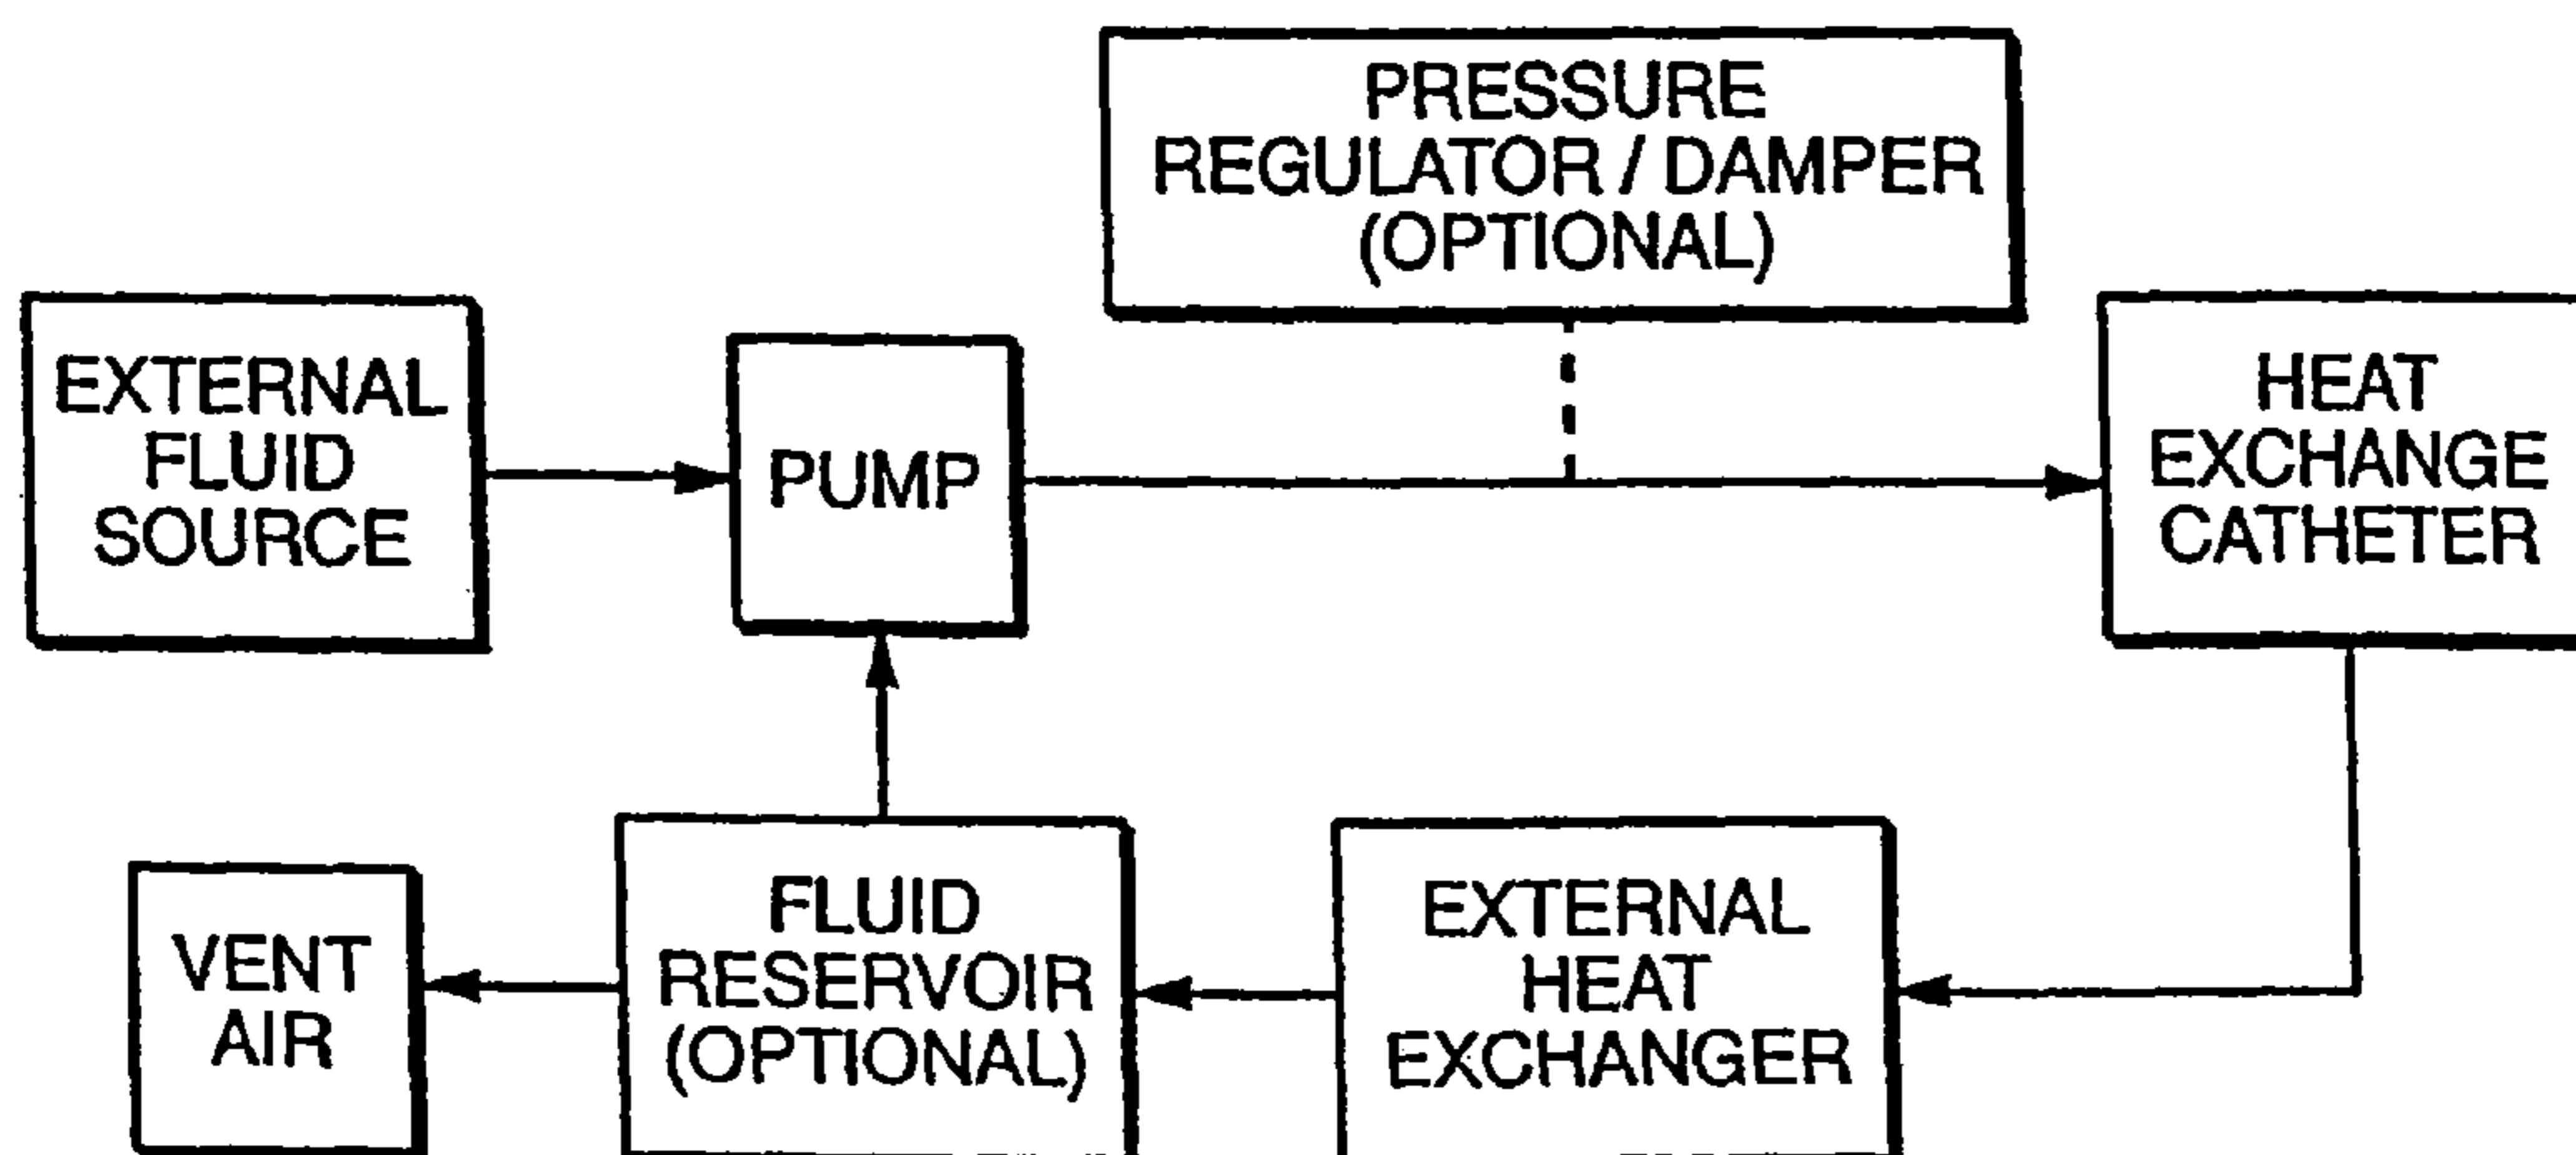 PRESSURE
REGULATOR / DAMPER
(OPTIONAL)
EXTERNAL
FLUID
SOURCE
PUMP
HEAT
EXCHANGE
CATHETER
VENT
AIR
FLUID
RESERVOIR
(OPTIONAL)
EXTERNAL
HEAT
EXCHANGER